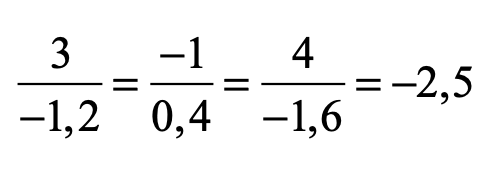 3/−1,2 = −1/0,4 = 4/−1,6 = −2,5